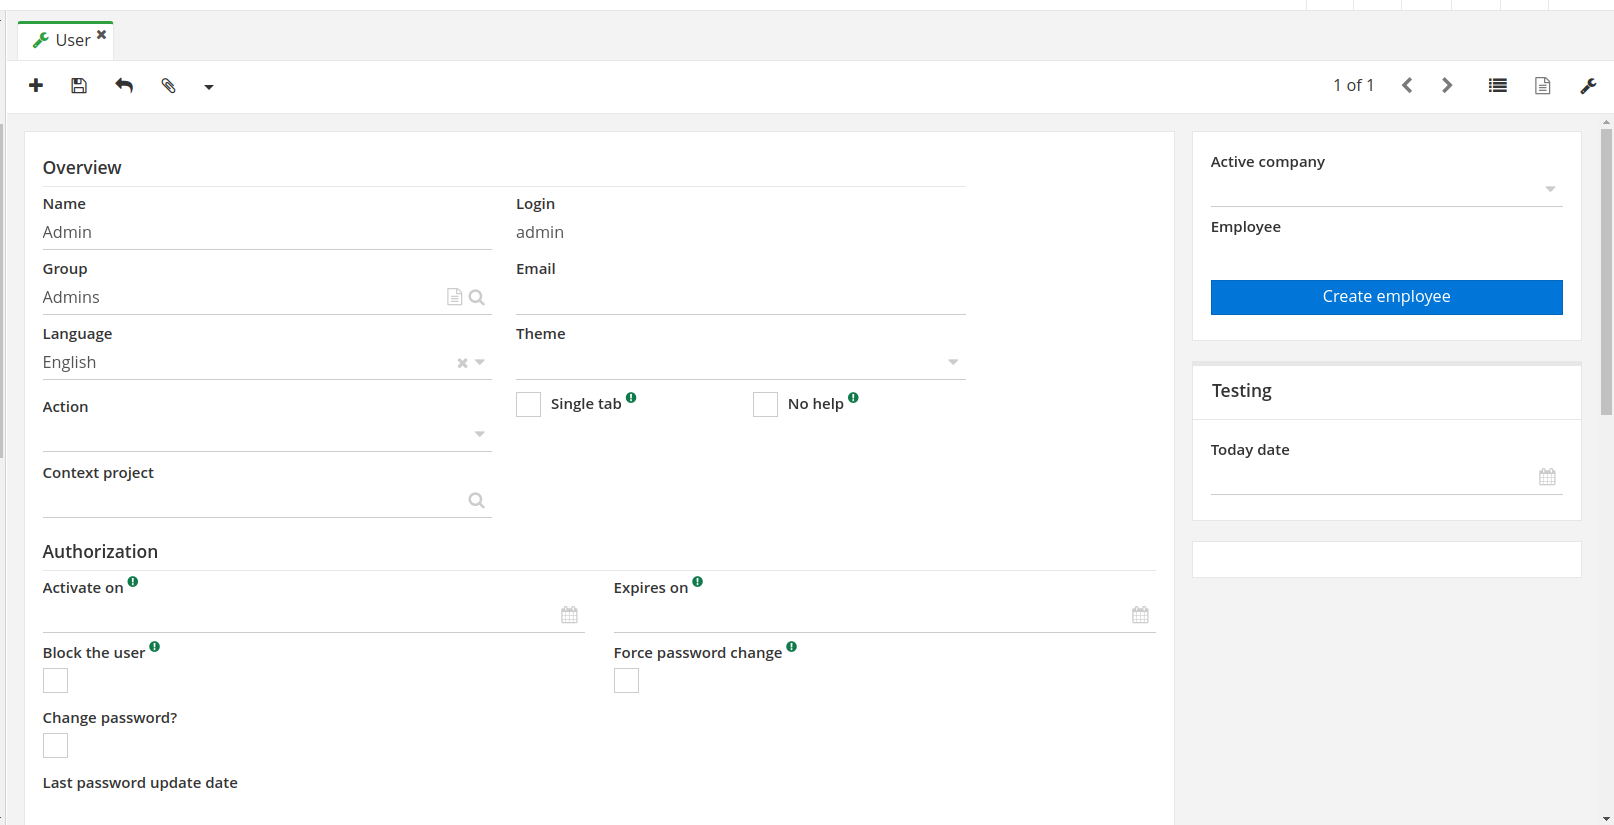 User
1 of 1
Overview
Name
Login
Admin
admin
Group
Email
Admins
Language
Theme
English
Action
Single tab
No help
Context project
Authorization
Activate on
Expires on
Block the user
Force password change
Change password?
Last password update date
Active company
Employee
Create employee
Testing
Today date